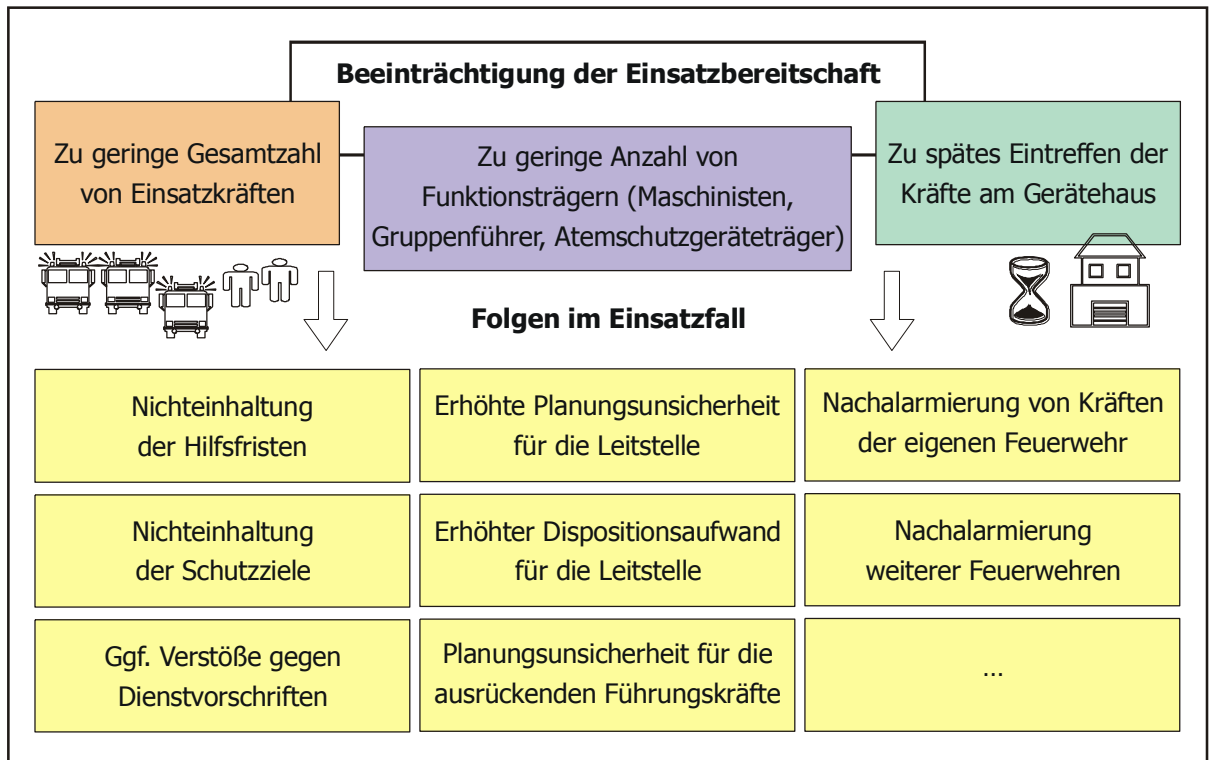 Beeinträchtigung der Einsatzbereitschaft
Zu geringe Gesamtzahl
von Einsatzkräften
Zu geringe Anzahl von
Funktionsträgern (Maschinisten,
Gruppenführer, Atemschutzgeräteträger)
Zu spätes Eintreffen der
Kräfte am Gerätehaus
Folgen im Einsatzfall
Nichteinhaltung
der Hilfsfristen
Erhöhte Planungsunsicherheit
für die Leitstelle
Nachalarmierung von Kräften
der eigenen Feuerwehr
Nichteinhaltung
der Schutzziele
Erhöhter Dispositionsaufwand
für die Leitstelle
Nachalarmierung
weiterer Feuerwehren
Ggf. Verstöße gegen
Dienstvorschriften
Planungsunsicherheit für die
ausrückenden Führungskräfte
...